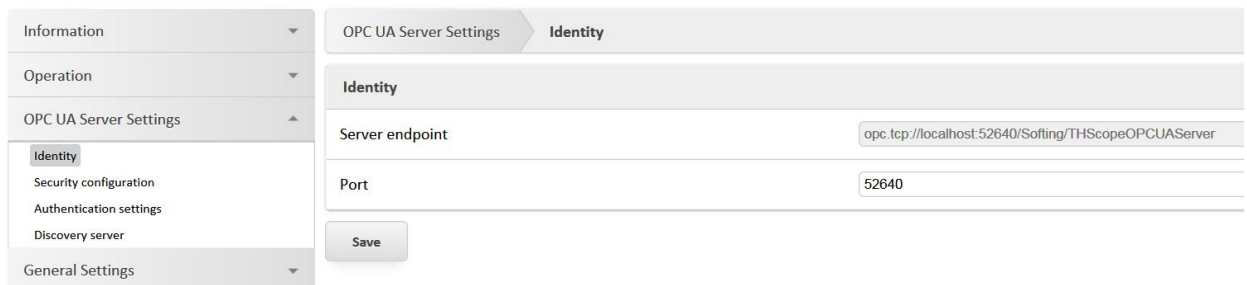 Information
Operation
OPC UA Server Settings
Identity
Security configuration
Authentication settings
Discovery server
General Settings
OPC UA Server Settings Identity
Identity
Server endpoint opc.tcp://localhost:52640/Softing/THScopeOPCUAServer
Port 52640
Save